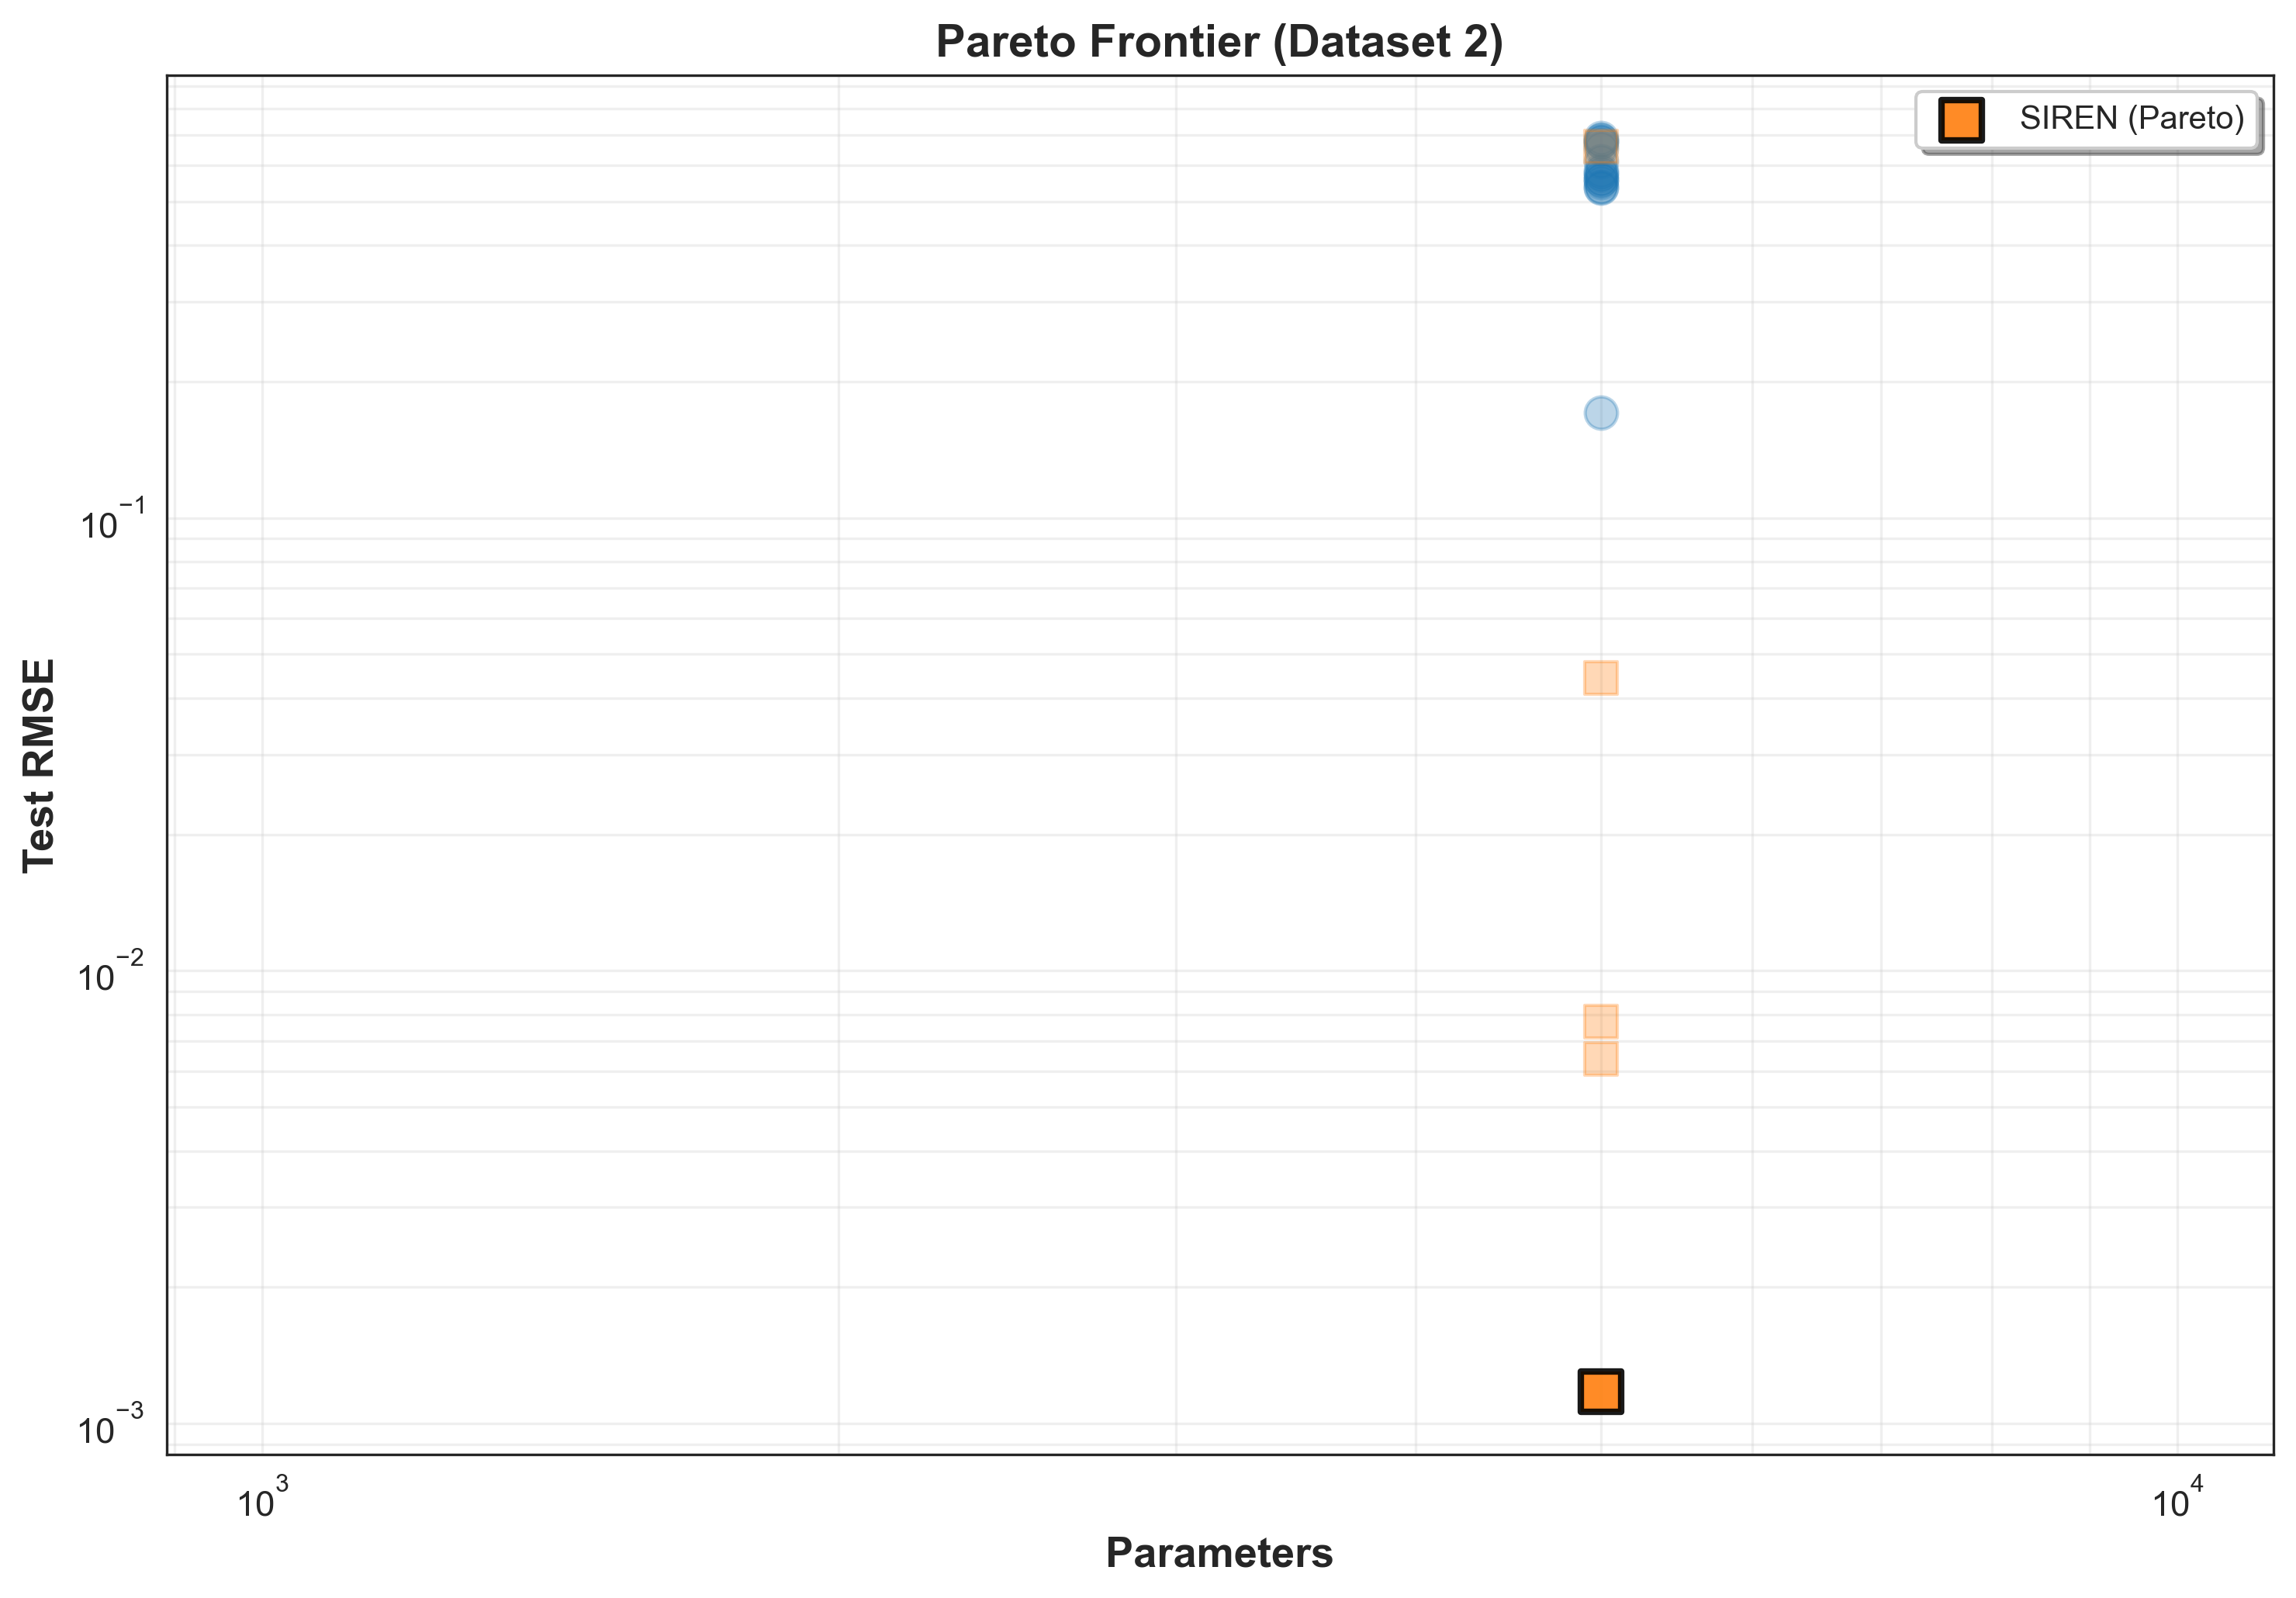 Pareto Frontier (Dataset 2)
SIREN (Pareto)
Test RMSE
10⁻¹
10⁻²
10⁻³
10³
10⁴
Parameters